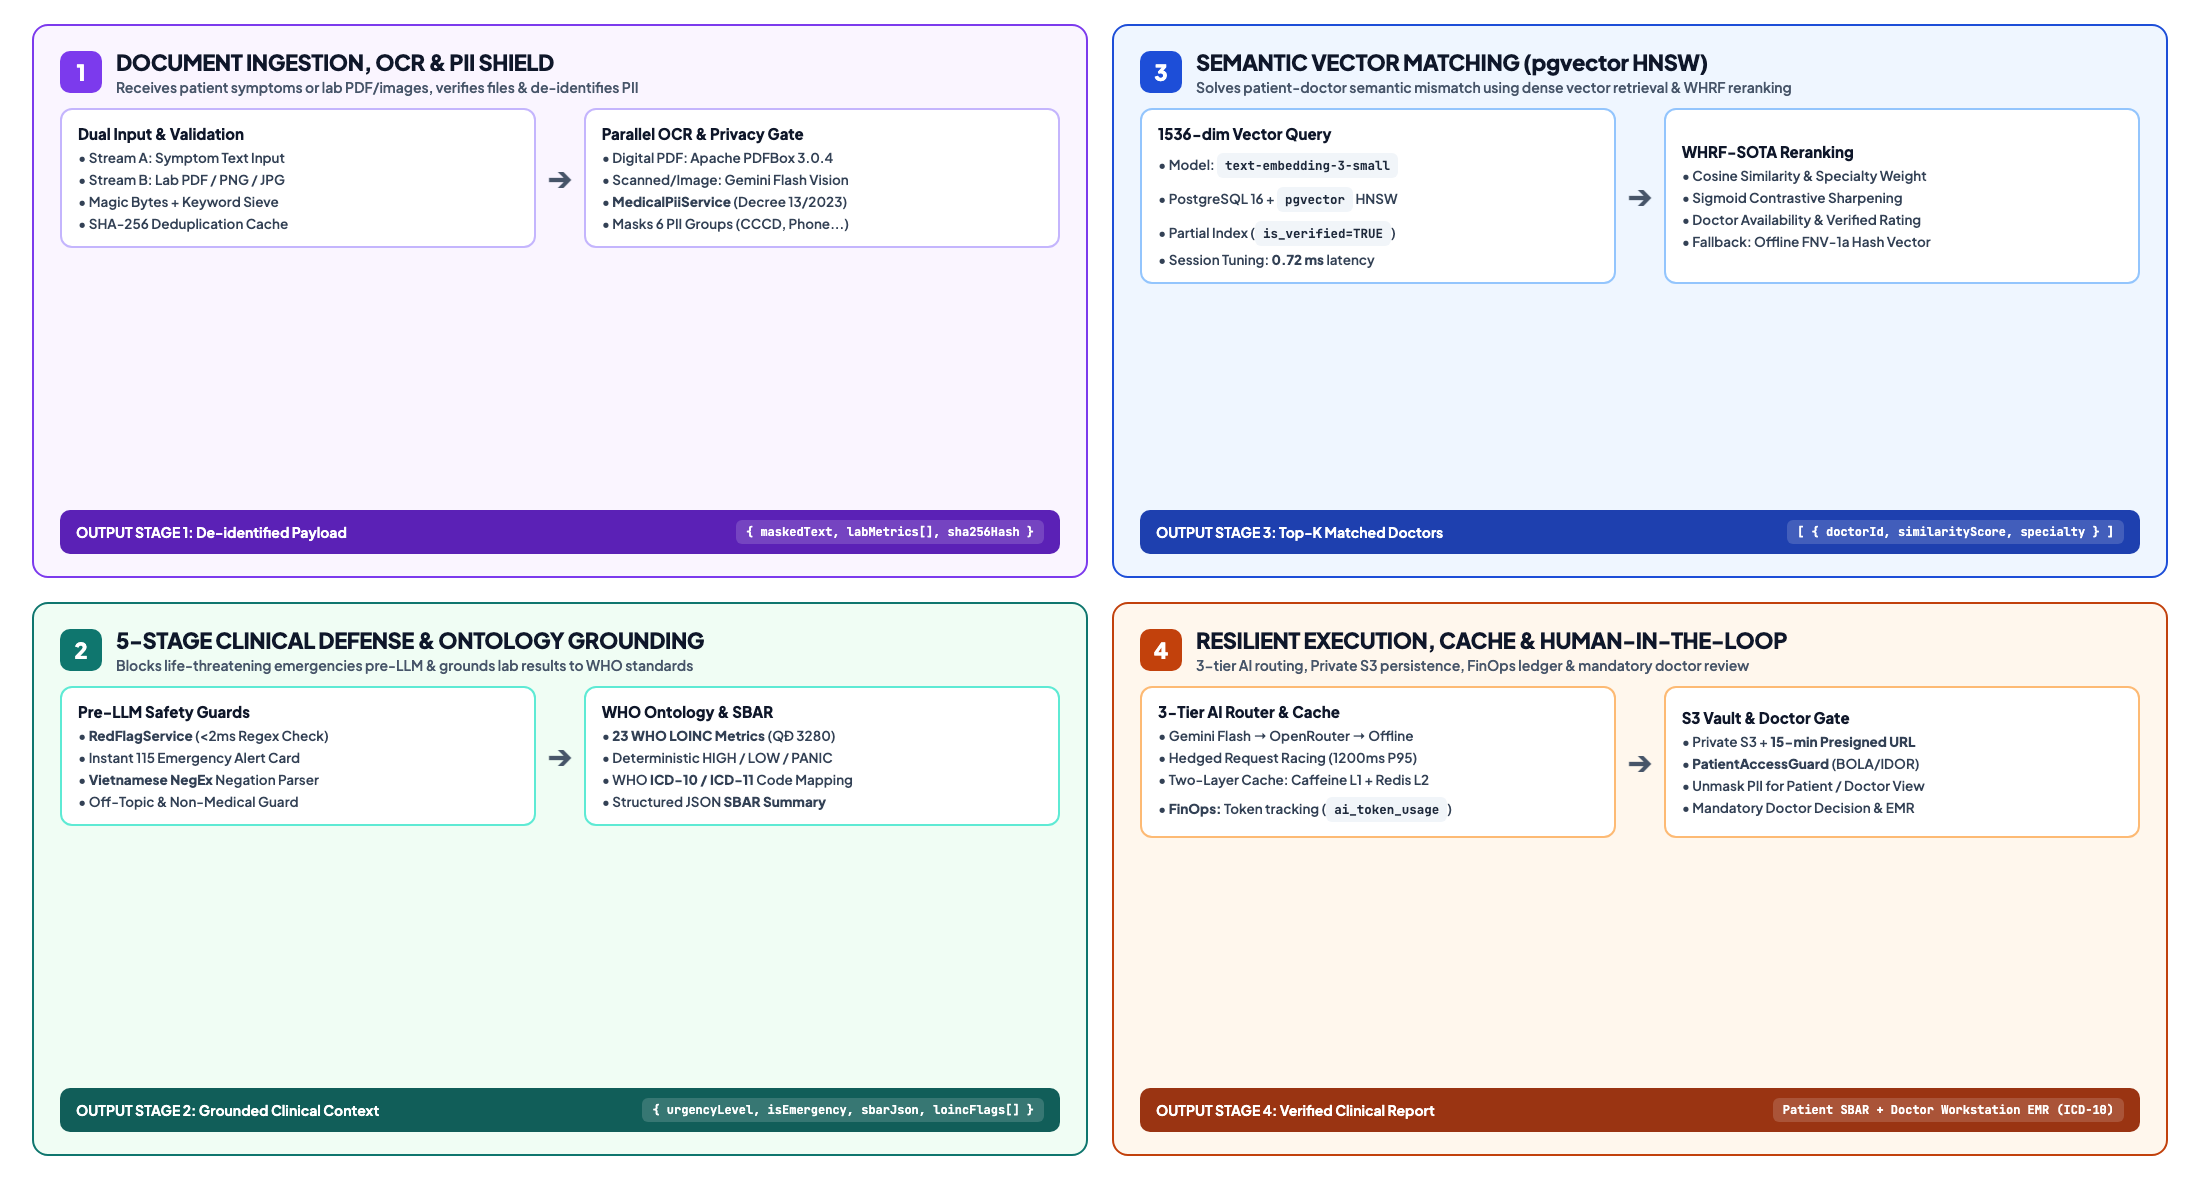 1
DOCUMENT INGESTION, OCR & PII SHIELD
Receives patient symptoms or lab PDF/images, verifies files & de-identifies PII
Dual Input & Validation
• Stream A: Symptom Text Input
• Stream B: Lab PDF / PNG / JPG
• Magic Bytes + Keyword Sieve
• SHA-256 Deduplication Cache
➔
Parallel OCR & Privacy Gate
• Digital PDF: Apache PDFBox 3.0.4
• Scanned/Image: Gemini Flash Vision
• MedicalPiiService (Decree 13/2023)
• Masks 6 PII Groups (CCCD, Phone...)
OUTPUT STAGE 1: De-identified Payload
{ maskedText, labMetrics[], sha256Hash }
2
5-STAGE CLINICAL DEFENSE & ONTOLOGY GROUNDING
Blocks life-threatening emergencies pre-LLM & grounds lab results to WHO standards
Pre-LLM Safety Guards
• RedFlagService (<2ms Regex Check)
• Instant 115 Emergency Alert Card
• Vietnamese NegEx Negation Parser
• Off-Topic & Non-Medical Guard
➔
WHO Ontology & SBAR
• 23 WHO LOINC Metrics (QĐ 3280)
• Deterministic HIGH / LOW / PANIC
• WHO ICD-10 / ICD-11 Code Mapping
• Structured JSON SBAR Summary
OUTPUT STAGE 2: Grounded Clinical Context
{ urgencyLevel, isEmergency, sbarJson, loincFlags[] }
3
SEMANTIC VECTOR MATCHING (pgvector HNSW)
Solves patient-doctor semantic mismatch using dense vector retrieval & WHRF reranking
1536-dim Vector Query
• Model: text-embedding-3-small
• PostgreSQL 16 + pgvector HNSW
• Partial Index ( is_verified=TRUE )
• Session Tuning: 0.72 ms latency
➔
WHRF-SOTA Reranking
• Cosine Similarity & Specialty Weight
• Sigmoid Contrastive Sharpening
• Doctor Availability & Verified Rating
• Fallback: Offline FNV-1a Hash Vector
OUTPUT STAGE 3: Top-K Matched Doctors
[ { doctorId, similarityScore, specialty } ]
4
RESILIENT EXECUTION, CACHE & HUMAN-IN-THE-LOOP
3-tier AI routing, Private S3 persistence, FinOps ledger & mandatory doctor review
3-Tier AI Router & Cache
• Gemini Flash → OpenRouter → Offline
• Hedged Request Racing (1200ms P95)
• Two-Layer Cache: Caffeine L1 + Redis L2
• FinOps: Token tracking ( ai_token_usage )
➔
S3 Vault & Doctor Gate
• Private S3 + 15-min Presigned URL
• PatientAccessGuard (BOLA/IDOR)
• Unmask PII for Patient / Doctor View
• Mandatory Doctor Decision & EMR
OUTPUT STAGE 4: Verified Clinical Report
Patient SBAR + Doctor Workstation EMR (ICD-10)